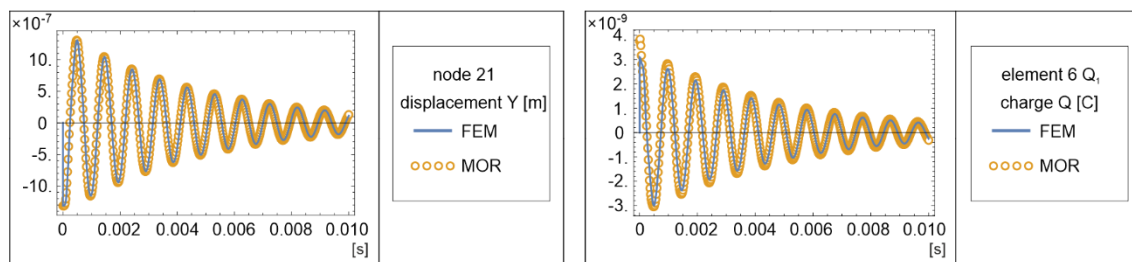 ×10⁻⁷
10.
5
0
-5
-10.
0 0.002 0.004 0.006 0.008 0.010
[s]
node 21
displacement Y [m]
FEM
MOR
×10⁻⁹
4.
3.
2.
1.
0
-1.
-2.
-3.
0 0.002 0.004 0.006 0.008 0.010
[s]
element 6 Q,
charge Q [C]
FEM
MOR